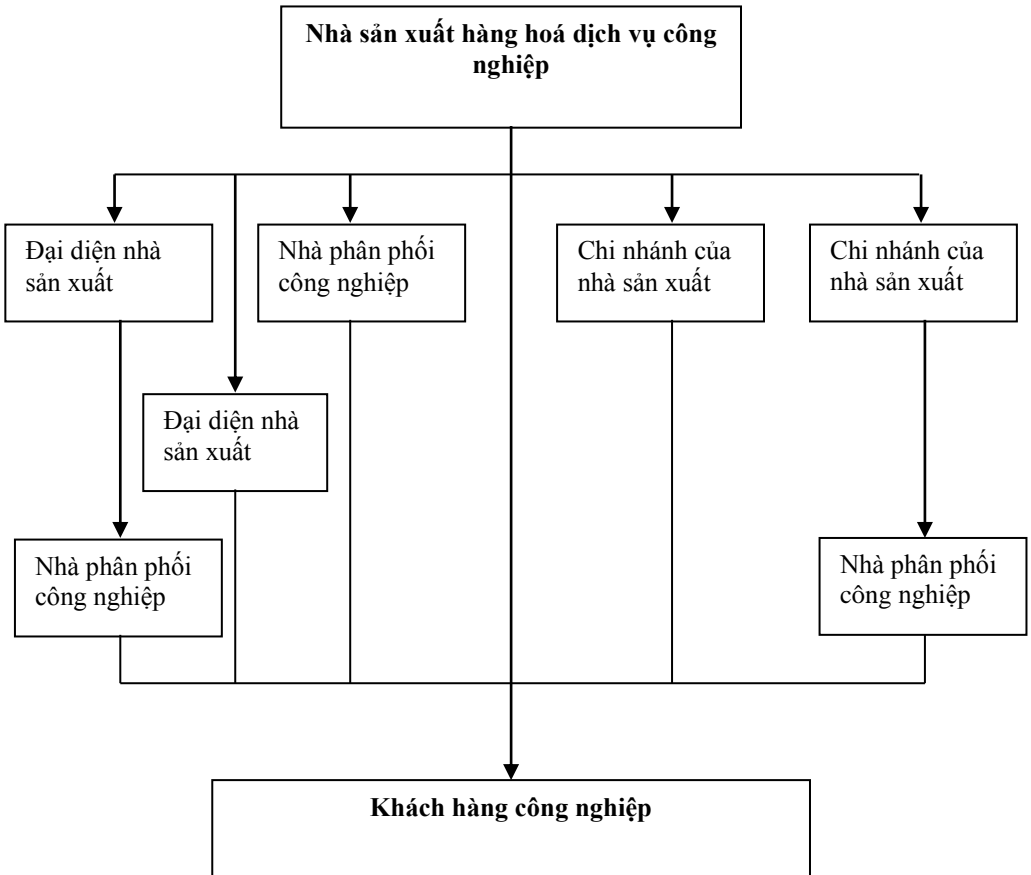 Nhà sản xuất hàng hoá dịch vụ công
nghiệp
Đại diện nhà
sản xuất
Nhà phân phối
công nghiệp
Chi nhánh của
nhà sản xuất
Chi nhánh của
nhà sản xuất
Đại diện nhà
sản xuất
Nhà phân phối
công nghiệp
Nhà phân phối
công nghiệp
Khách hàng công nghiệp